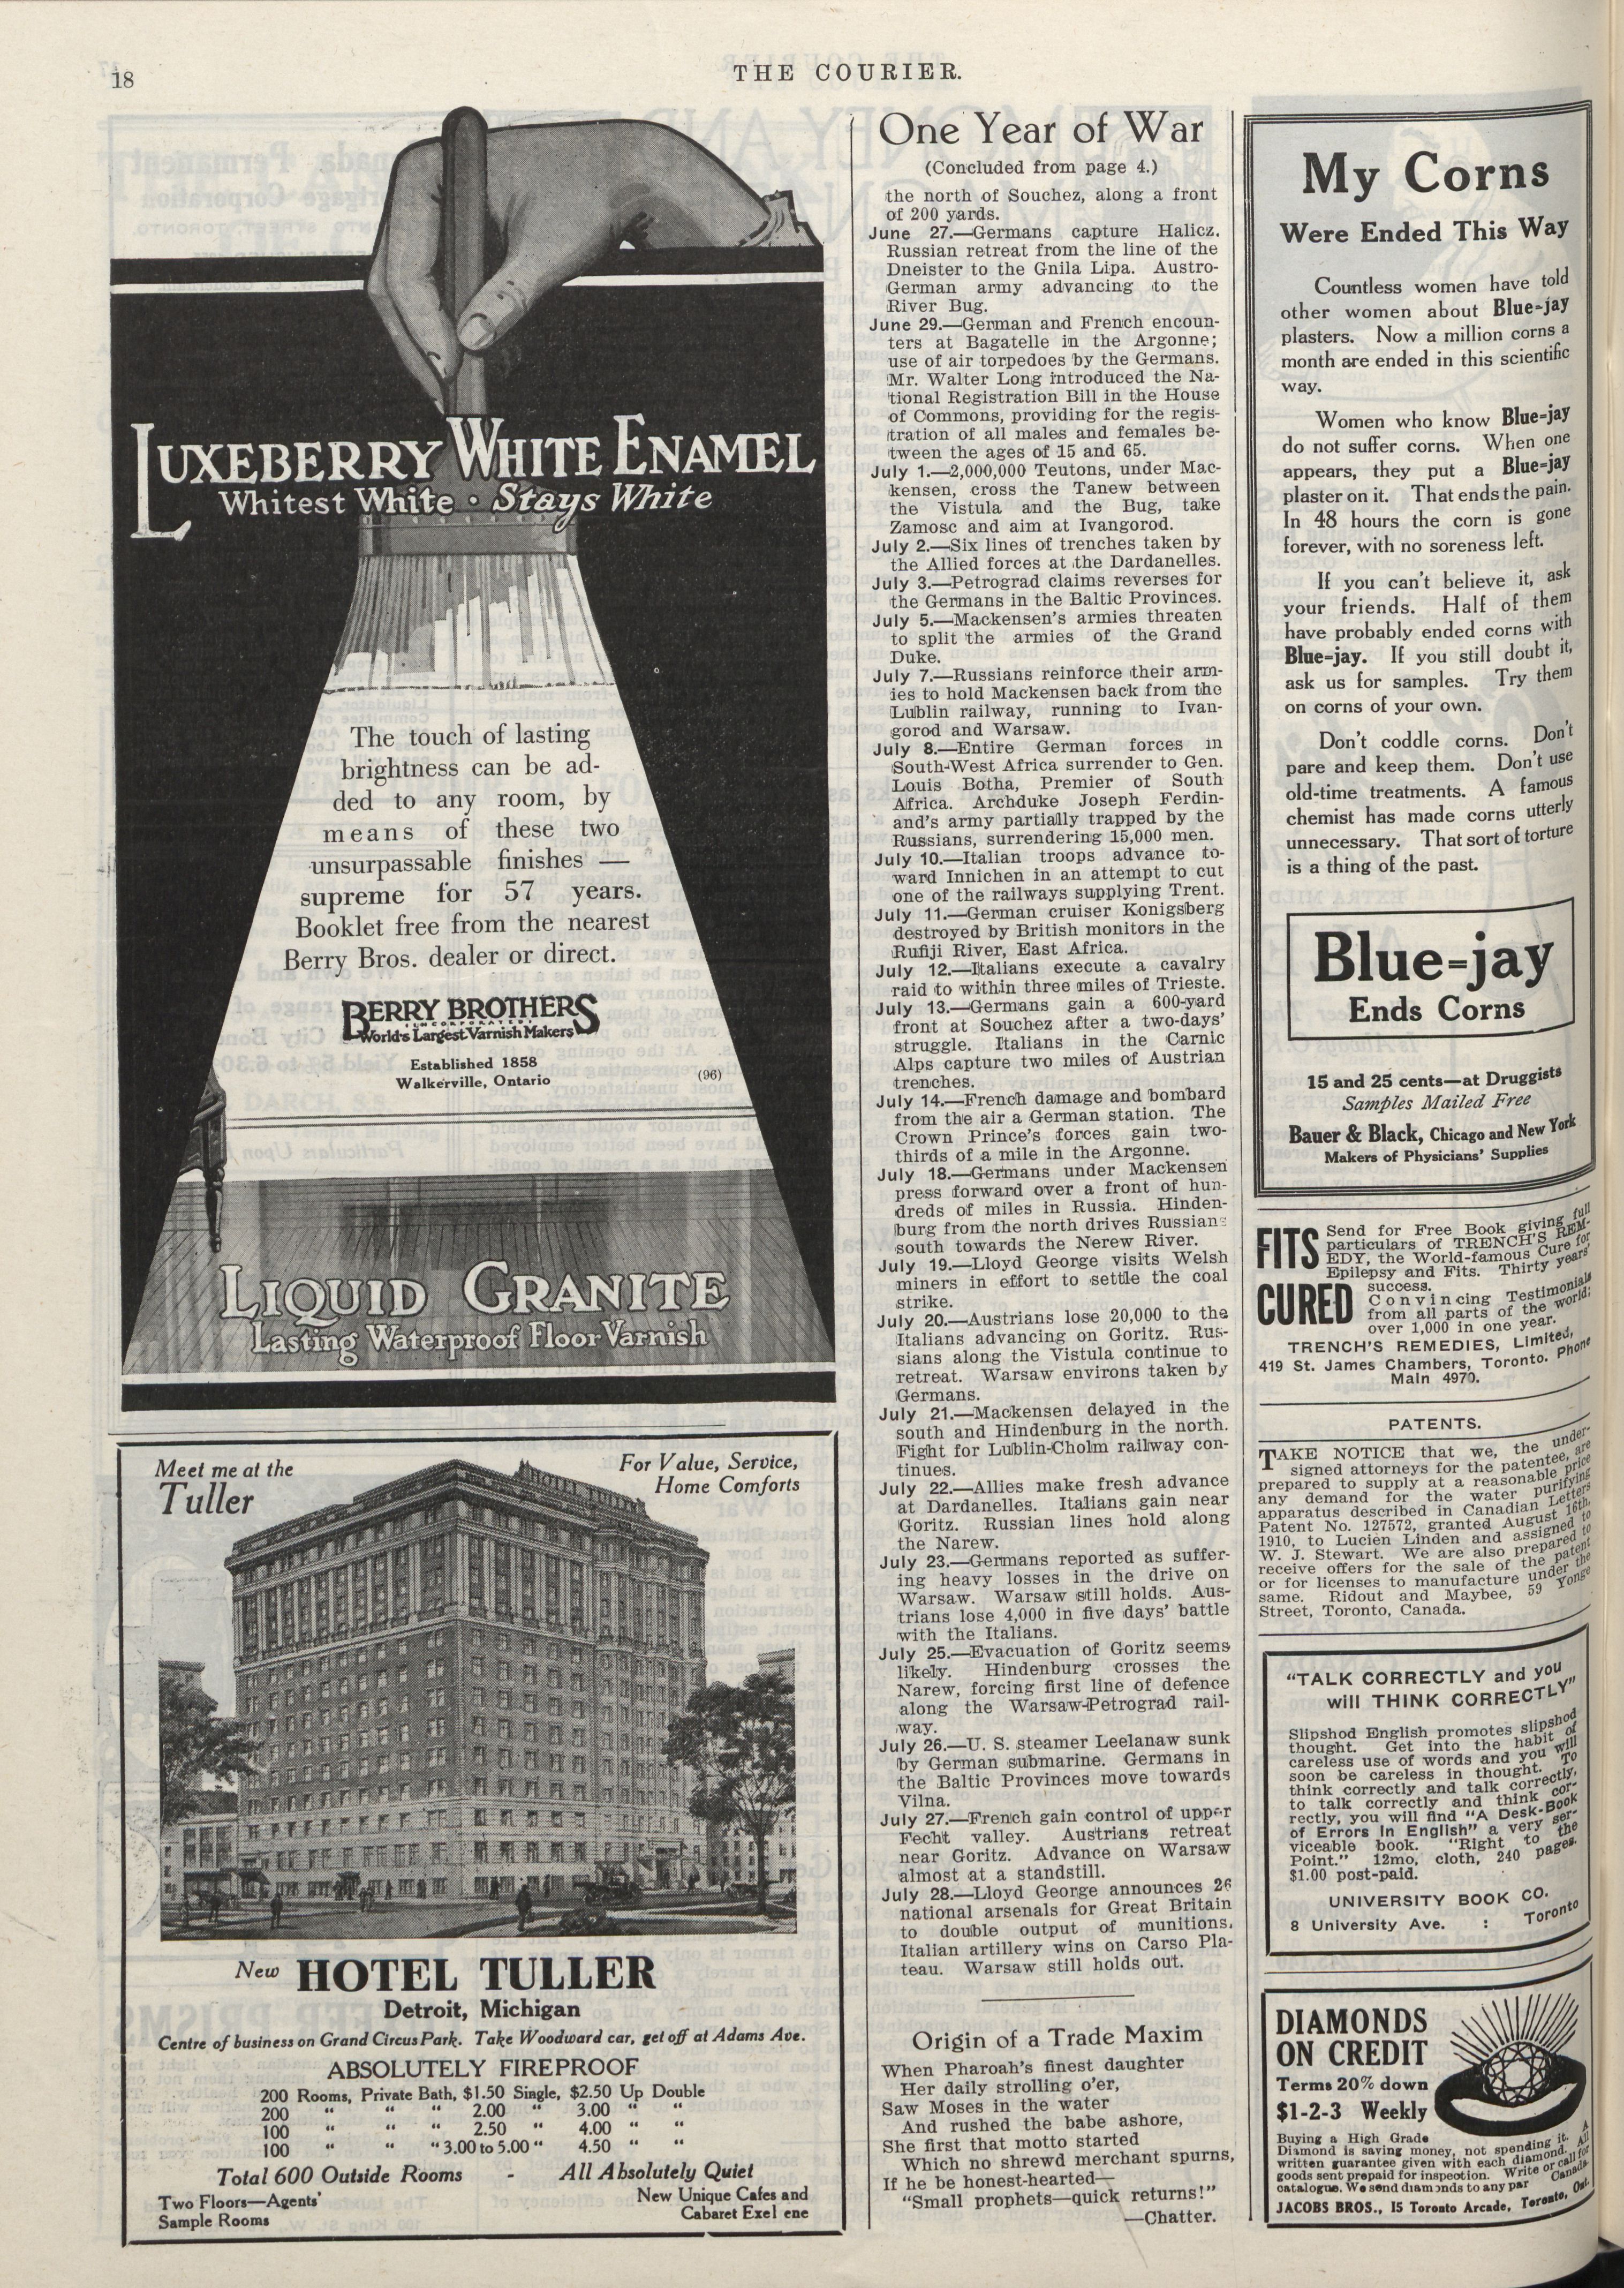 18
THE COURIER.
LUXEBERRY WHITE ENAMEL
Whitest White · Stays White
The touch of lasting
brightness can be ad-
ded to any room, by
means of these two
unsurpassable finishes —
supreme for 57 years.
Booklet free from the nearest
Berry Bros. dealer or direct.
BERRY BROTHERS
INCORPORATED
World's Largest Varnish Makers
Established 1858
Walkerville, Ontario
(96)
LIQUID GRANITE
Lasting Waterproof Floor Varnish
Meet me at the
Tuller
For Value, Service,
Home Comforts
HOTEL TULLER
New HOTEL TULLER
Detroit, Michigan
Centre of business on Grand Circus Park. Take Woodward car, get off at Adams Ave.
ABSOLUTELY FIREPROOF
200 Rooms, Private Bath, $1.50 Single, $2.50 Up Double
200 " " " 2.00 " 3.00 " "
100 " " " 2.50 " 4.00 " "
100 " " " 3.00 to 5.00 " 4.50 " "
Total 600 Outside Rooms - All Absolutely Quiet
Two Floors—Agents'
Sample Rooms
New Unique Cafes and
Cabaret Exel ene
One Year of War
(Concluded from page 4.)
the north of Souchez, along a front
of 200 yards.
June 27.—Germans capture Halicz.
Russian retreat from the line of the
Dneister to the Gnila Lipa. Austro-
German army advancing to the
River Bug.
June 29.—German and French encoun-
ters at Bagatelle in the Argonne;
use of air torpedoes by the Germans.
Mr. Walter Long introduced the Na-
tional Registration Bill in the House
of Commons, providing for the regis-
tration of all males and females be-
tween the ages of 15 and 65.
July 1.—2,000,000 Teutons, under Mac-
kensen, cross the Tanew between
the Vistula and the Bug, take
Zamosc and aim at Ivangorod.
July 2.—Six lines of trenches taken by
the Allied forces at the Dardanelles.
July 3.—Petrograd claims reverses for
the Germans in the Baltic Provinces.
July 5.—Mackensen's armies threaten
to split the armies of the Grand
Duke.
July 7.—Russians reinforce their arm-
ies to hold Mackensen back from the
Lublin railway, running to Ivan-
gorod and Warsaw.
July 8.—Entire German forces in
South-West Africa surrender to Gen.
Louis Botha, Premier of South
Africa. Archduke Joseph Ferdin-
and's army partially trapped by the
Russians, surrendering 15,000 men.
July 10.—Italian troops advance to-
ward Innichen in an attempt to cut
one of the railways supplying Trent.
July 11.—German cruiser Konigsberg
destroyed by British monitors in the
Rufiji River, East Africa.
July 12.—Italians execute a cavalry
raid to within three miles of Trieste.
July 13.—Germans gain a 600-yard
front at Souchez after a two-days'
struggle. Italians in the Carnic
Alps capture two miles of Austrian
trenches.
July 14.—French damage and bombard
from the air a German station. The
Crown Prince's forces gain two-
thirds of a mile in the Argonne.
July 18.—Germans under Mackensen
press forward over a front of hun-
dreds of miles in Russia. Hinden-
burg from the north drives Russians
south towards the Nerew River.
July 19.—Lloyd George visits Welsh
miners in effort to settle the coal
strike.
July 20.—Austrians lose 20,000 to the
Italians advancing on Goritz. Rus-
sians along the Vistula continue to
retreat. Warsaw environs taken by
Germans.
July 21.—Mackensen delayed in the
south and Hindenburg in the north.
Fight for Lublin-Cholm railway con-
tinues.
July 22.—Allies make fresh advance
at Dardanelles. Italians gain near
Goritz. Russian lines hold along
the Narew.
July 23.—Germans reported as suffer-
ing heavy losses in the drive on
Warsaw. Warsaw still holds. Aus-
trians lose 4,000 in five days' battle
with the Italians.
July 25.—Evacuation of Goritz seems
likely. Hindenburg crosses the
Narew, forcing first line of defence
along the Warsaw-Petrograd rail-
way.
July 26.—U. S. steamer Leelanaw sunk
by German submarine. Germans in
the Baltic Provinces move towards
Vilna.
July 27.—French gain control of upper
Fecht valley. Austrians retreat
near Goritz. Advance on Warsaw
almost at a standstill.
July 28.—Lloyd George announces 26
national arsenals for Great Britain
to double output of munitions.
Italian artillery wins on Carso Pla-
teau. Warsaw still holds out.
Origin of a Trade Maxim
When Pharoah's finest daughter
Her daily strolling o'er,
Saw Moses in the water
And rushed the babe ashore,
She first that motto started
Which no shrewd merchant spurns,
If he be honest-hearted—
"Small prophets—quick returns!"
—Chatter.
My Corns
Were Ended This Way
Countless women have told
other women about Blue=jay
plasters. Now a million corns a
month are ended in this scientific
way.
Women who know Blue=jay
do not suffer corns. When one
appears, they put a Blue=jay
plaster on it. That ends the pain.
In 48 hours the corn is gone
forever, with no soreness left.
If you can't believe it, ask
your friends. Half of them
have probably ended corns with
Blue=jay. If you still doubt it,
ask us for samples. Try them
on corns of your own.
Don't coddle corns. Don't
pare and keep them. Don't use
old-time treatments. A famous
chemist has made corns utterly
unnecessary. That sort of torture
is a thing of the past.
Blue=jay
Ends Corns
15 and 25 cents—at Druggists
Samples Mailed Free
Bauer & Black, Chicago and New York
Makers of Physicians' Supplies
FITS CURED
Send for Free Book giving full
particulars of TRENCH'S REM-
EDY, the World-famous Cure for
Epilepsy and Fits. Thirty years'
success.
Convincing Testimonials
from all parts of the world;
over 1,000 in one year.
TRENCH'S REMEDIES, Limited,
419 St. James Chambers, Toronto. Phone
Main 4970.
PATENTS.
TAKE NOTICE that we, the under-
signed attorneys for the patentee, are
prepared to supply at a reasonable price
any demand for the water purifying
apparatus described in Canadian Letters
Patent No. 127572, granted August 16th,
1910, to Lucien Linden and assigned to
W. J. Stewart. We are also prepared to
receive offers for the sale of the patent
or for licenses to manufacture under the
same. Ridout and Maybee, 59 Yonge
Street, Toronto, Canada.
"TALK CORRECTLY and you
will THINK CORRECTLY"
Slipshod English promotes slipshod
thought. Get into the habit of
careless use of words and you will
soon be careless in thought. To
think correctly and talk correctly,
to talk correctly and think cor-
rectly, you will find "A Desk-Book
of Errors in English" a very ser-
viceable book. "Right to the
Point." 12mo, cloth, 240 pages.
$1.00 post-paid.
UNIVERSITY BOOK CO.
8 University Ave. : Toronto
DIAMONDS
ON CREDIT
Terms 20% down
$1-2-3 Weekly
Buying a High Grade
Diamond is saving money, not spending it. A
written guarantee given with each diamond. All
goods sent prepaid for inspection. Write or call for
catalogue. We send diamonds to any par Canada
JACOBS BROS., 15 Toronto Arcade, Toronto, Ont.